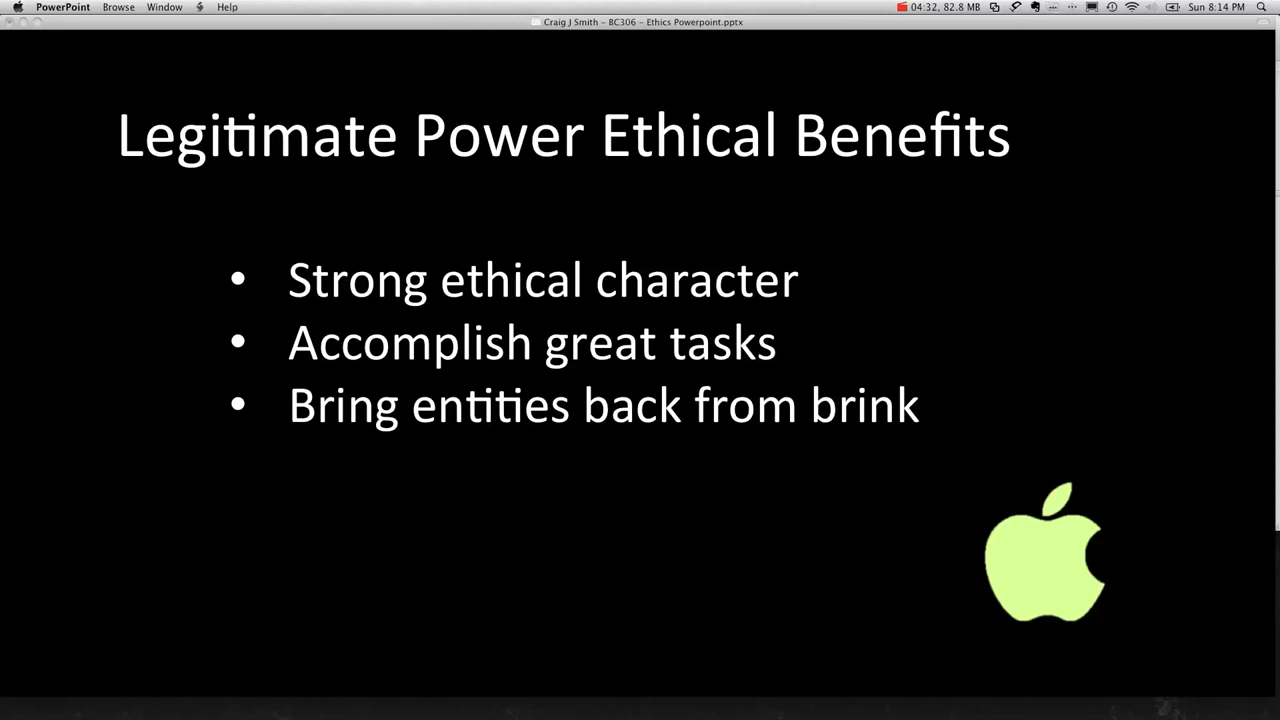 PowerPoint Browse Window Help 04:32, 82.8 MB Sun 8:14 PM
Craig J Smith – BC306 – Ethics Powerpoint.pptx
Legitimate Power Ethical Benefits
• Strong ethical character
• Accomplish great tasks
• Bring entities back from brink